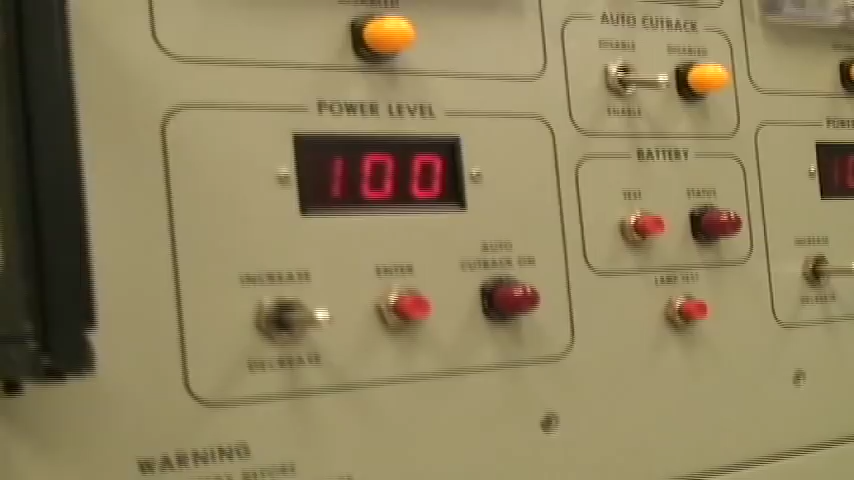 AUTO CUTBACK
DISABLE
DISABLED
ENABLE
POWER LEVEL
100
BATTERY
TEST
STATUS
INCREASE
ENTER
AUTO
CUTBACK ON
LAMP TEST
DECREASE
WARNING